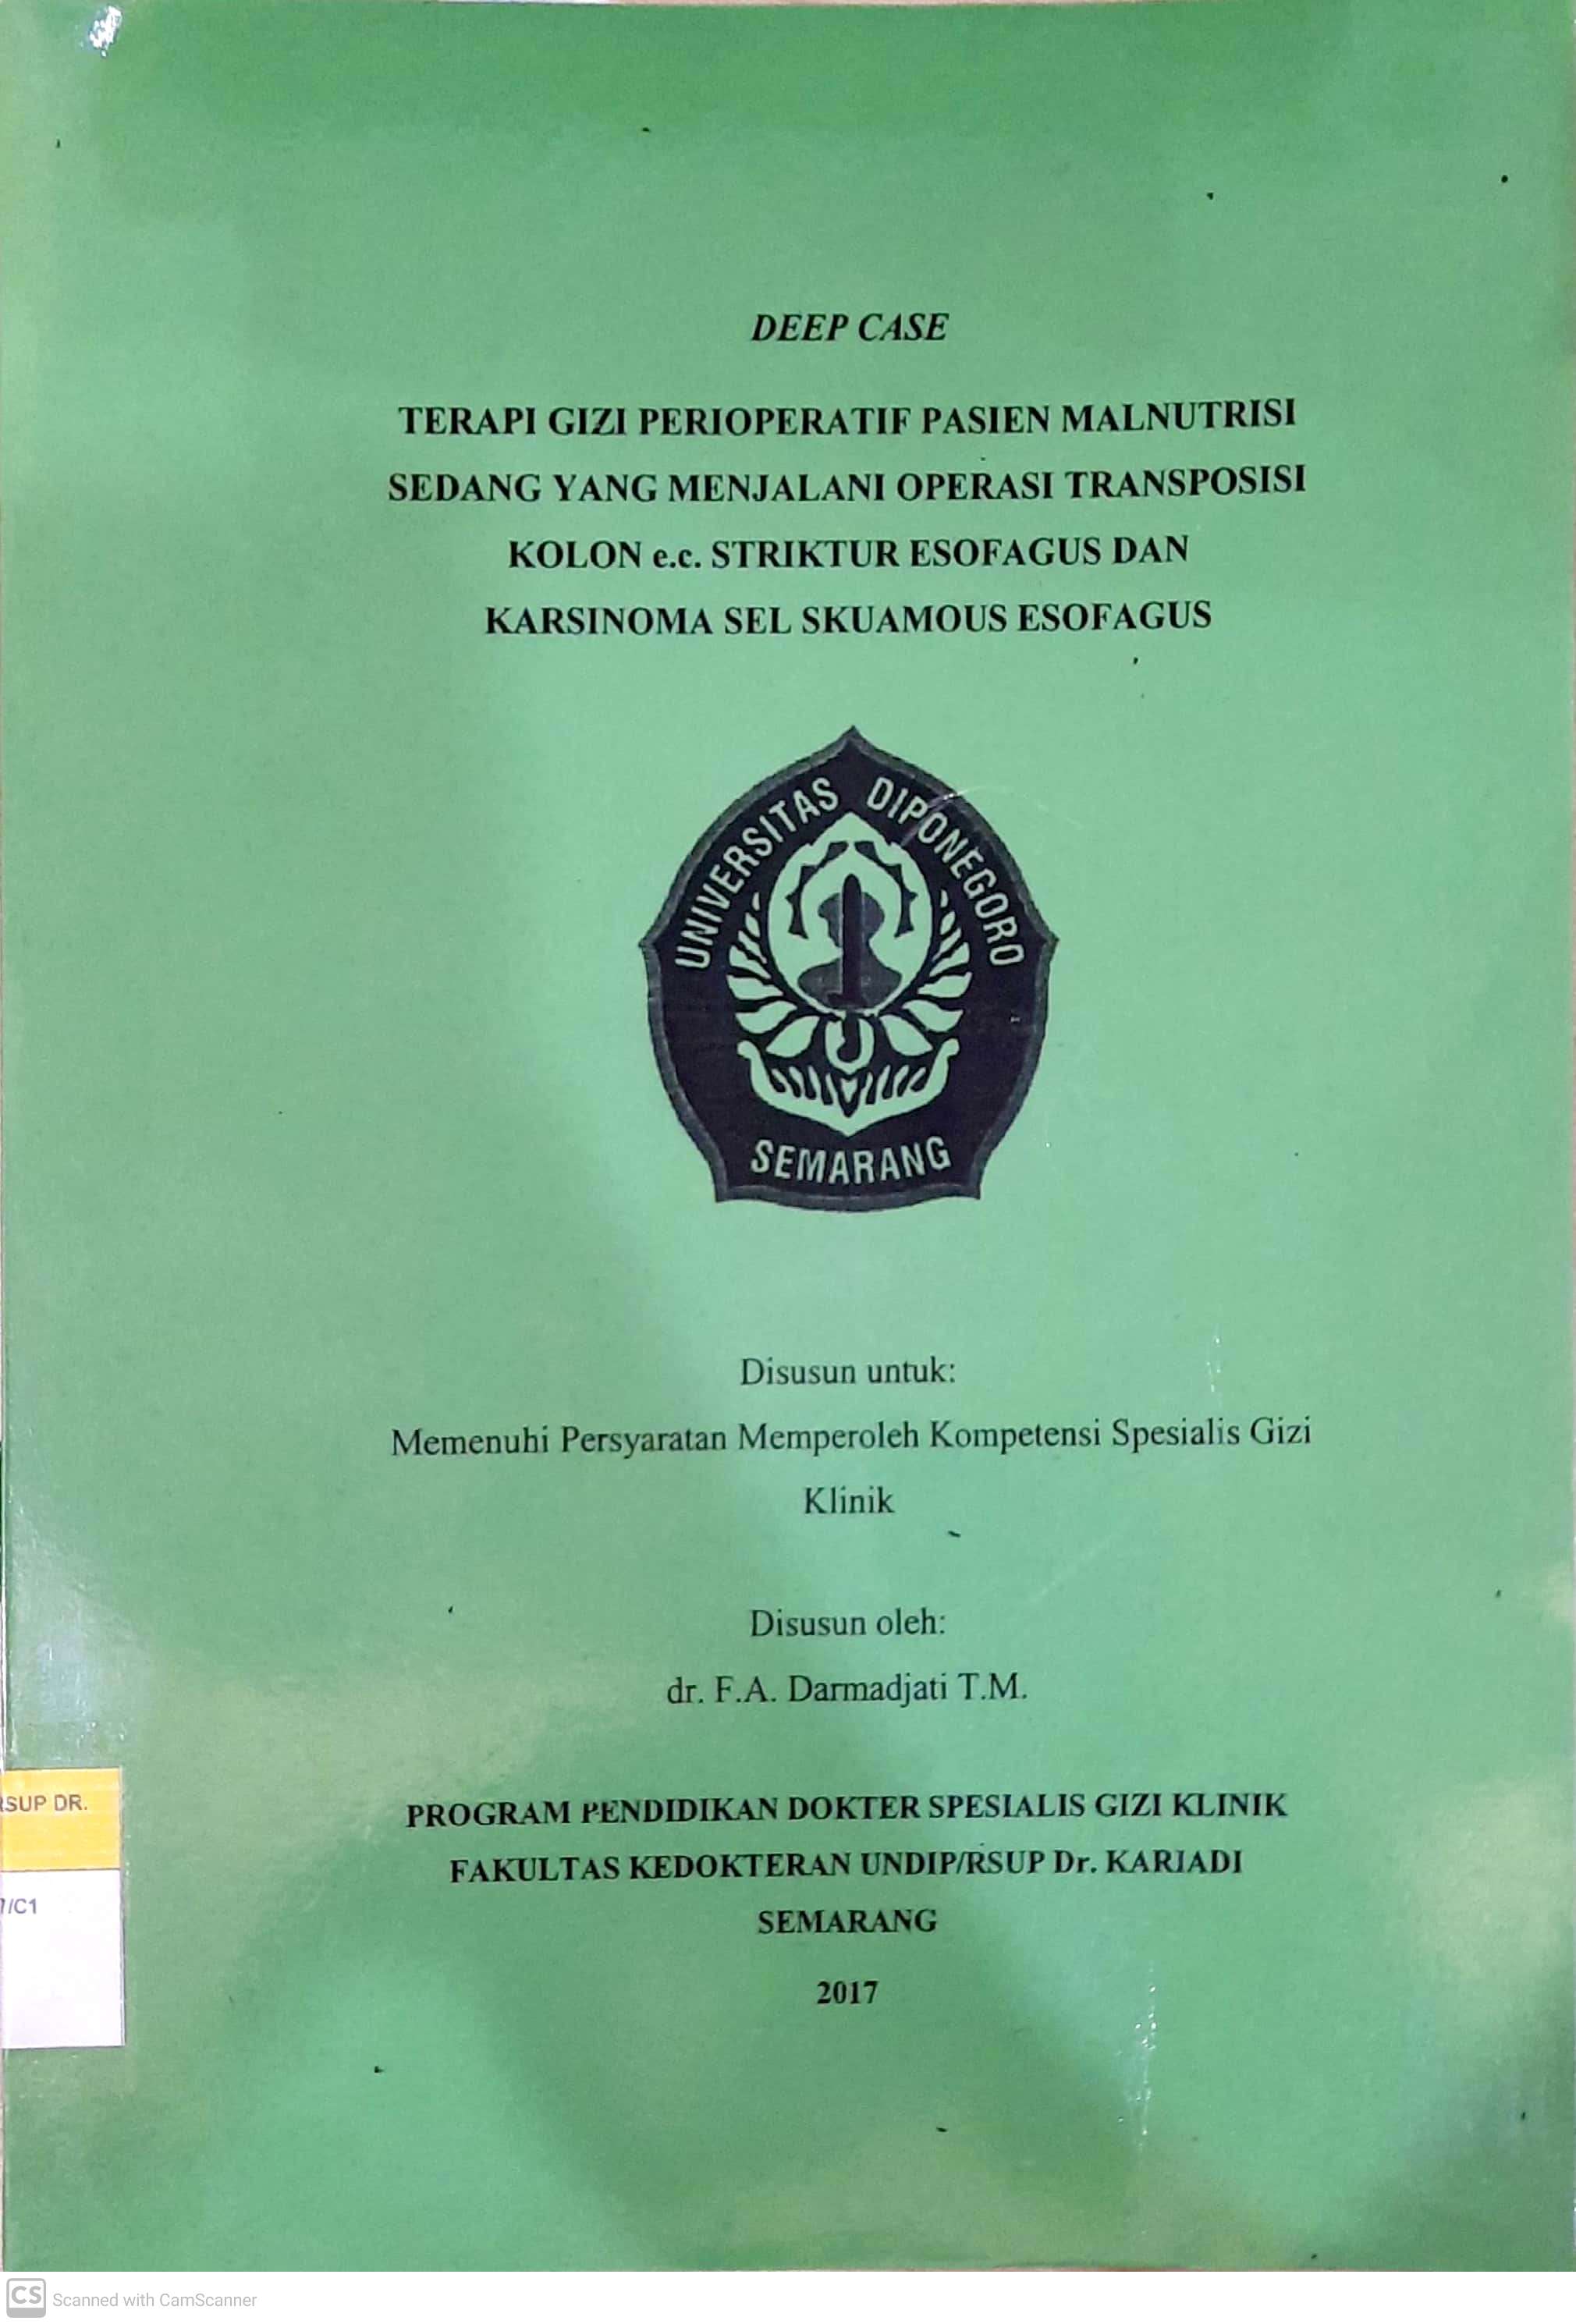 DEEP CASE
TERAPI GIZI PERIOPERATIF PASIEN MALNUTRISI
SEDANG YANG MENJALANI OPERASI TRANSPOSISI
KOLON e.c. STRIKTUR ESOFAGUS DAN
KARSINOMA SEL SKUAMOUS ESOFAGUS
UNIVERSITAS DIPONEGORO
SEMARANG
Disusun untuk:
Memenuhi Persyaratan Memperoleh Kompetensi Spesialis Gizi
Klinik
Disusun oleh:
dr. F.A. Darmadjati T.M.
RSUP DR.
/C1
PROGRAM PENDIDIKAN DOKTER SPESIALIS GIZI KLINIK
FAKULTAS KEDOKTERAN UNDIP/RSUP Dr. KARIADI
SEMARANG
2017
CS Scanned with CamScanner